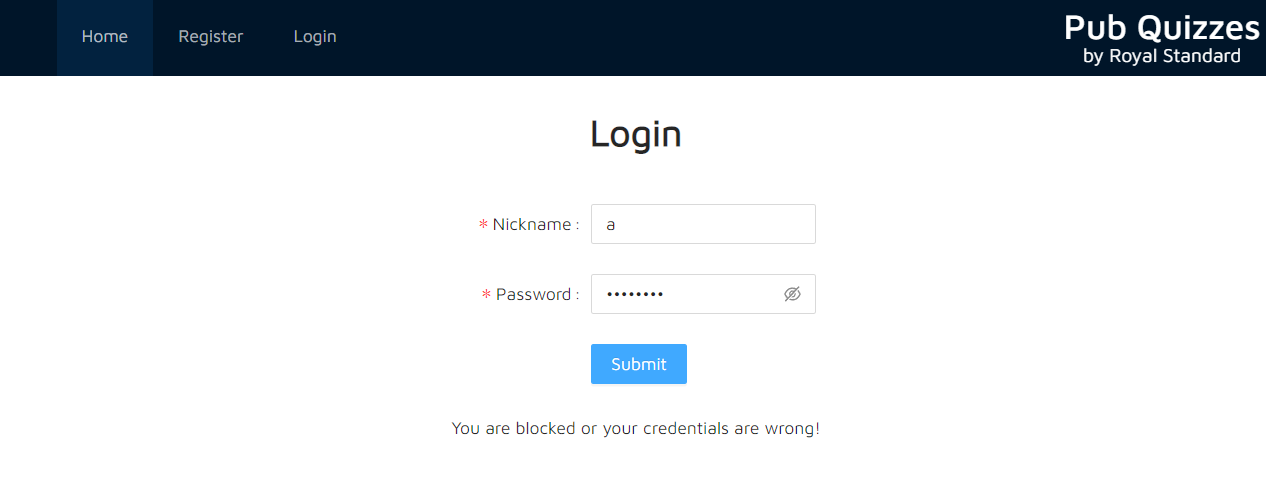 Home Register Login
Pub Quizzes
by Royal Standard
Login
* Nickname : a
* Password : ••••••••
Submit
You are blocked or your credentials are wrong!